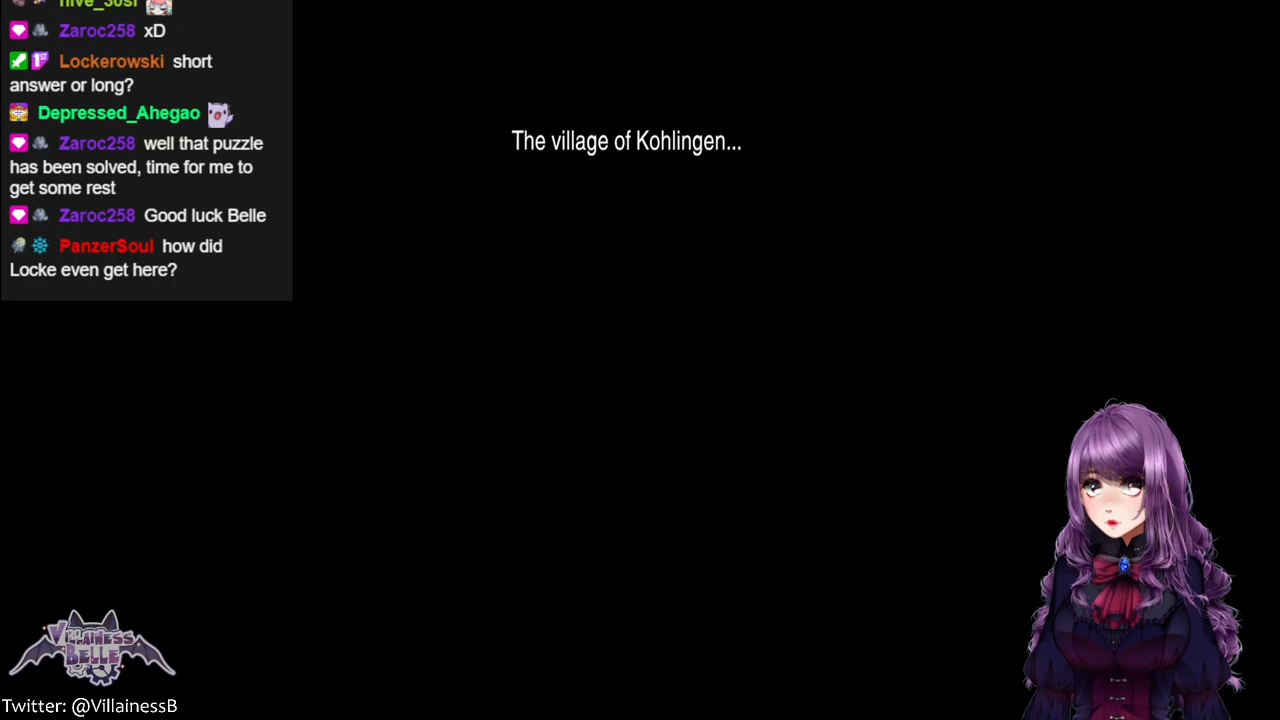 Zaroc258 xD
Lockerowski short
answer or long?
Depressed_Ahegao
Zaroc258 well that puzzle
has been solved, time for me to
get some rest
Zaroc258 Good luck Belle
PanzerSoul how did
Locke even get here?
The village of Kohlingen...
VILLAINESS
BELLE
Twitter: @VillainessB